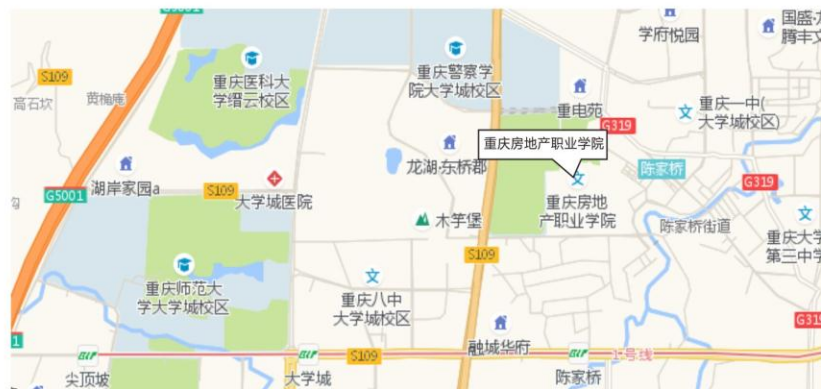 G5001
学府悦园
国盛·龙
腾丰文
S109
重庆医科大
学缙云校区
重庆警察学
院大学城校区
重电苑
高石坎
黄桷庵
重庆一中(
大学城校区)
G319
重庆房地产职业学院
龙湖·东桥郡
陈家桥
湖岸家园a
G5001
S109
大学城医院
G319
重庆房地
产职业学院
木竽堡
陈家桥街道
重庆大学
第三中学
S109
重庆师范大
学大学城校区
重庆八中
大学城校区
融城华府
G319
1号线
S109
尖顶坡
大学城
陈家桥